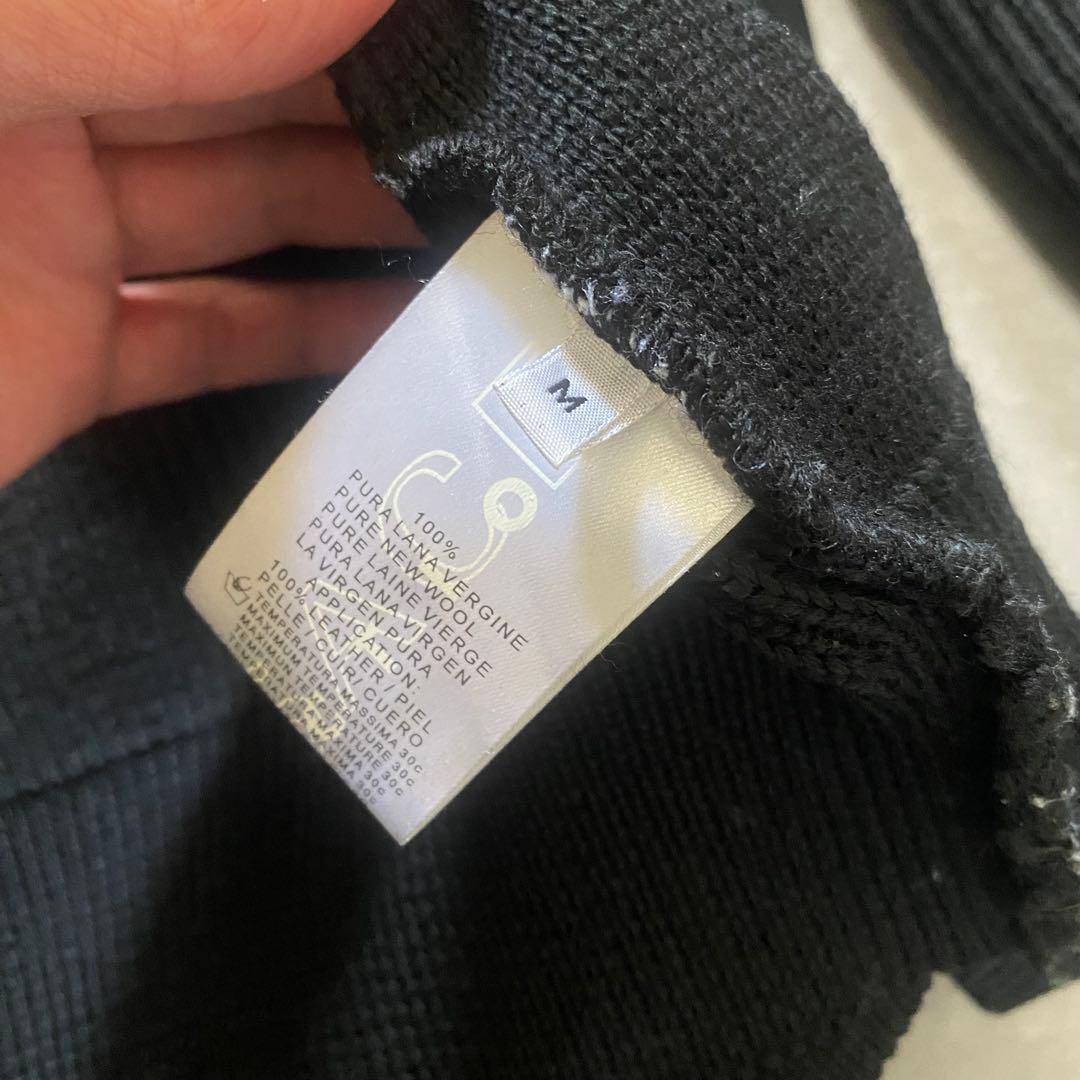 M
100%
PURA LANA VERGINE
PURE NEW WOOL
PURE LAINE VIERGE
PURA LANA VIRGEN
LA VIRGEN PURA
100% APPLICATION:
PELLE / LEATHER / PIEL
/ CUIR/ CUERO
TEMPERATURA MASSIMA 30c
MAXIMUM TEMPERATURE 30c